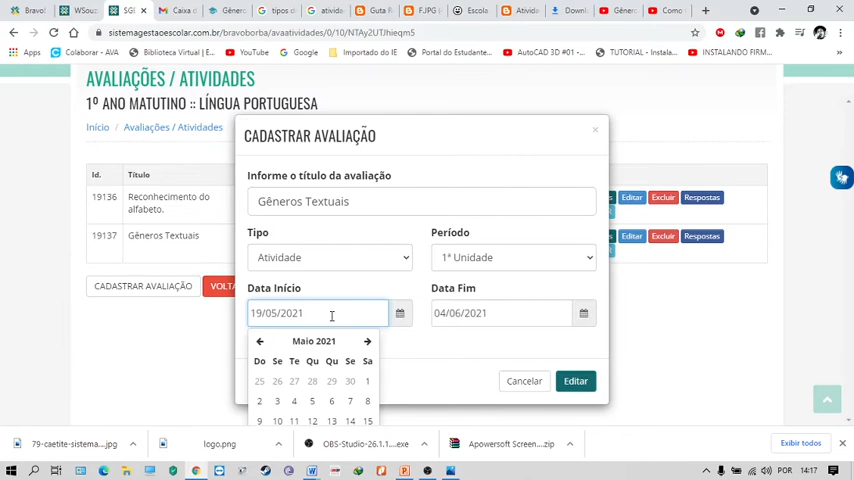 Bravo!
WSouz
SGE
Caixa d
Gênero
tipos d
ativida
Guta P
F.JPG (
Escola
Ativida
Downl
Gêner
Como
sistemagestaoescolar.com.br/bravoborba/avaatividades/0/10/NTAy2UTJhieqm5
Apps
Colaborar - AVA
Biblioteca Virtual | E...
YouTube
Google
Importado do IE
Portal do Estudante...
AutoCAD 3D #01 -...
TUTORIAL - Instala...
INSTALANDO FIRM...
AVALIAÇÕES / ATIVIDADES
1º ANO MATUTINO :: LÍNGUA PORTUGUESA
Início / Avaliações / Atividades
CADASTRAR AVALIAÇÃO
×
Informe o título da avaliação
Gêneros Textuais
Tipo
Período
Atividade
1ª Unidade
Data Início
Data Fim
19/05/2021
04/06/2021
Maio 2021
Do Se Te Qu Qu Se Sa
25 26 27 28 29 30 1
2 3 4 5 6 7 8
9 10 11 12 13 14 15
Cancelar
Editar
Id.
Título
19136
Reconhecimento do
alfabeto.
Editar
Excluir
Respostas
19137
Gêneros Textuais
Editar
Excluir
Respostas
CADASTRAR AVALIAÇÃO
VOLTA
79-caetite-sistema....jpg
logo.png
OBS-Studio-26.1.1....exe
Apowersoft Screen....zip
Exibir todos
POR
14:17